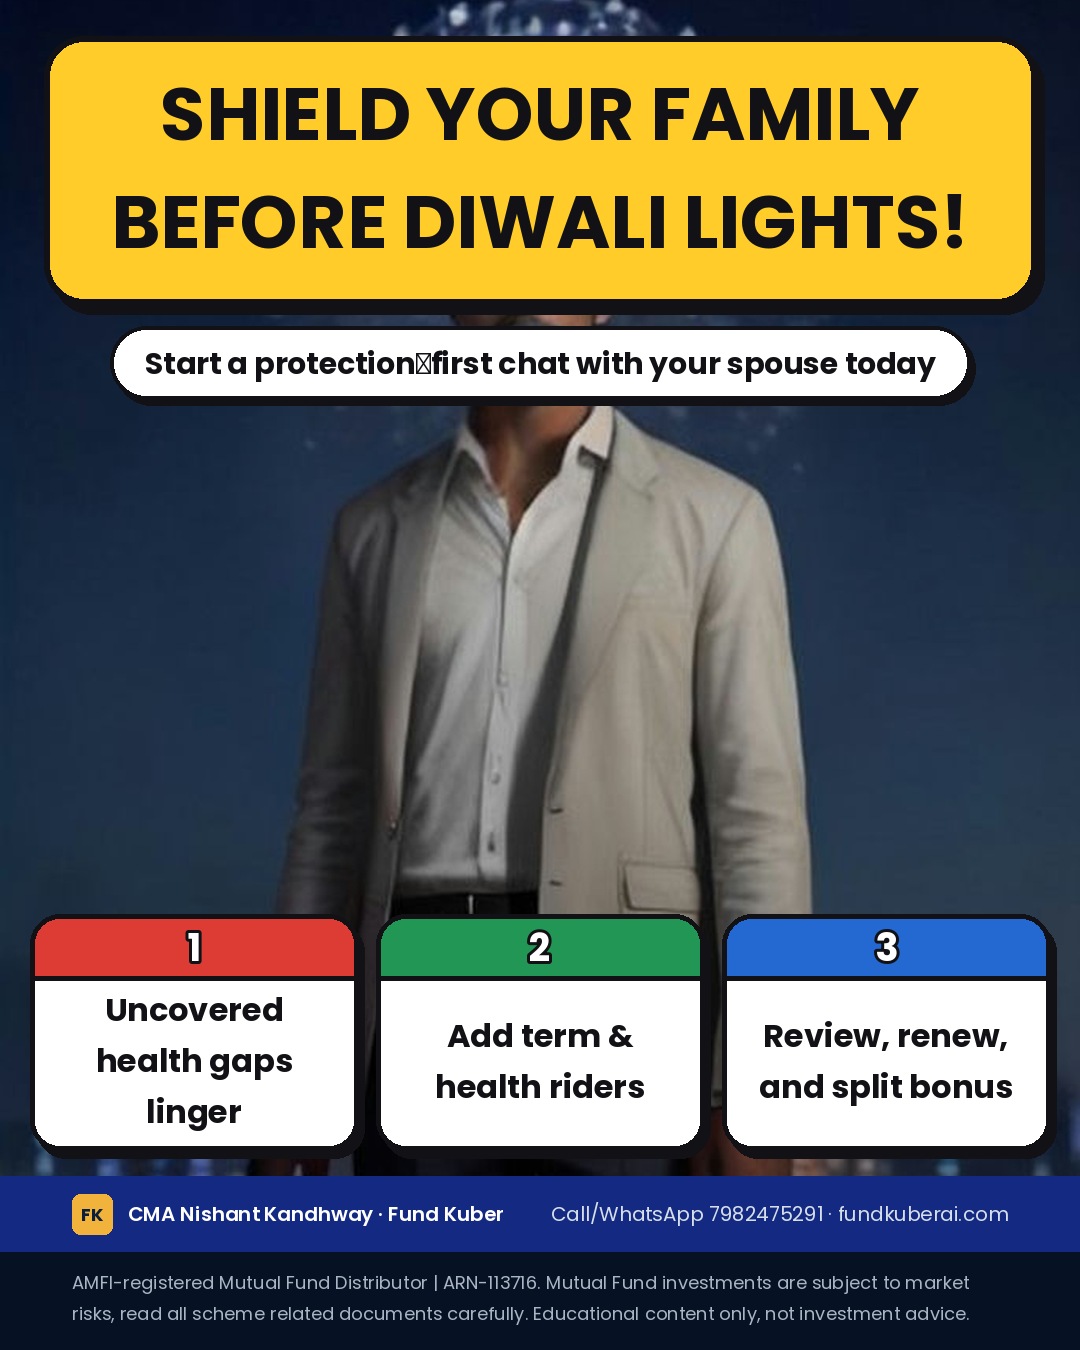 SHIELD YOUR FAMILY
BEFORE DIWALI LIGHTS!
Start a protection▯first chat with your spouse today
1
Uncovered
health gaps
linger
2
Add term &
health riders
3
Review, renew,
and split bonus
FK
CMA Nishant Kandhway · Fund Kuber
Call/WhatsApp 7982475291 · fundkuberai.com
AMFI-registered Mutual Fund Distributor | ARN-113716. Mutual Fund investments are subject to market
risks, read all scheme related documents carefully. Educational content only, not investment advice.